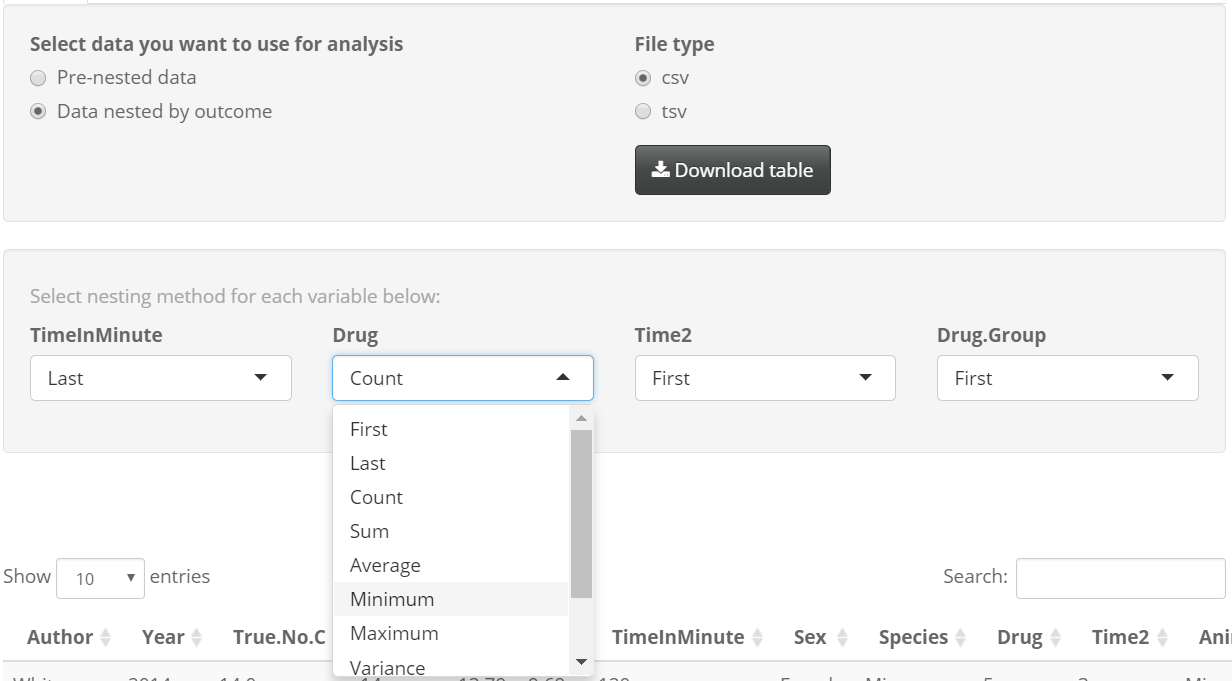 Select data you want to use for analysis
File type
Pre-nested data
csv
Data nested by outcome
tsv
Download table
Select nesting method for each variable below:
TimeInMinute
Drug
Time2
Drug.Group
Last
Count
First
First
First
Last
Count
Sum
Average
Minimum
Maximum
Variance
Show 10 entries
Search:
Author Year True.No.C TimeInMinute Sex Species Drug Time2